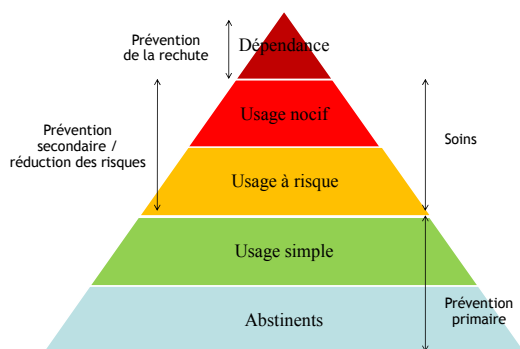 Prévention
de la rechute
Dépendance
Usage nocif
Prévention
secondaire /
réduction des risques
Soins
Usage à risque
Usage simple
Prévention
primaire
Abstinents